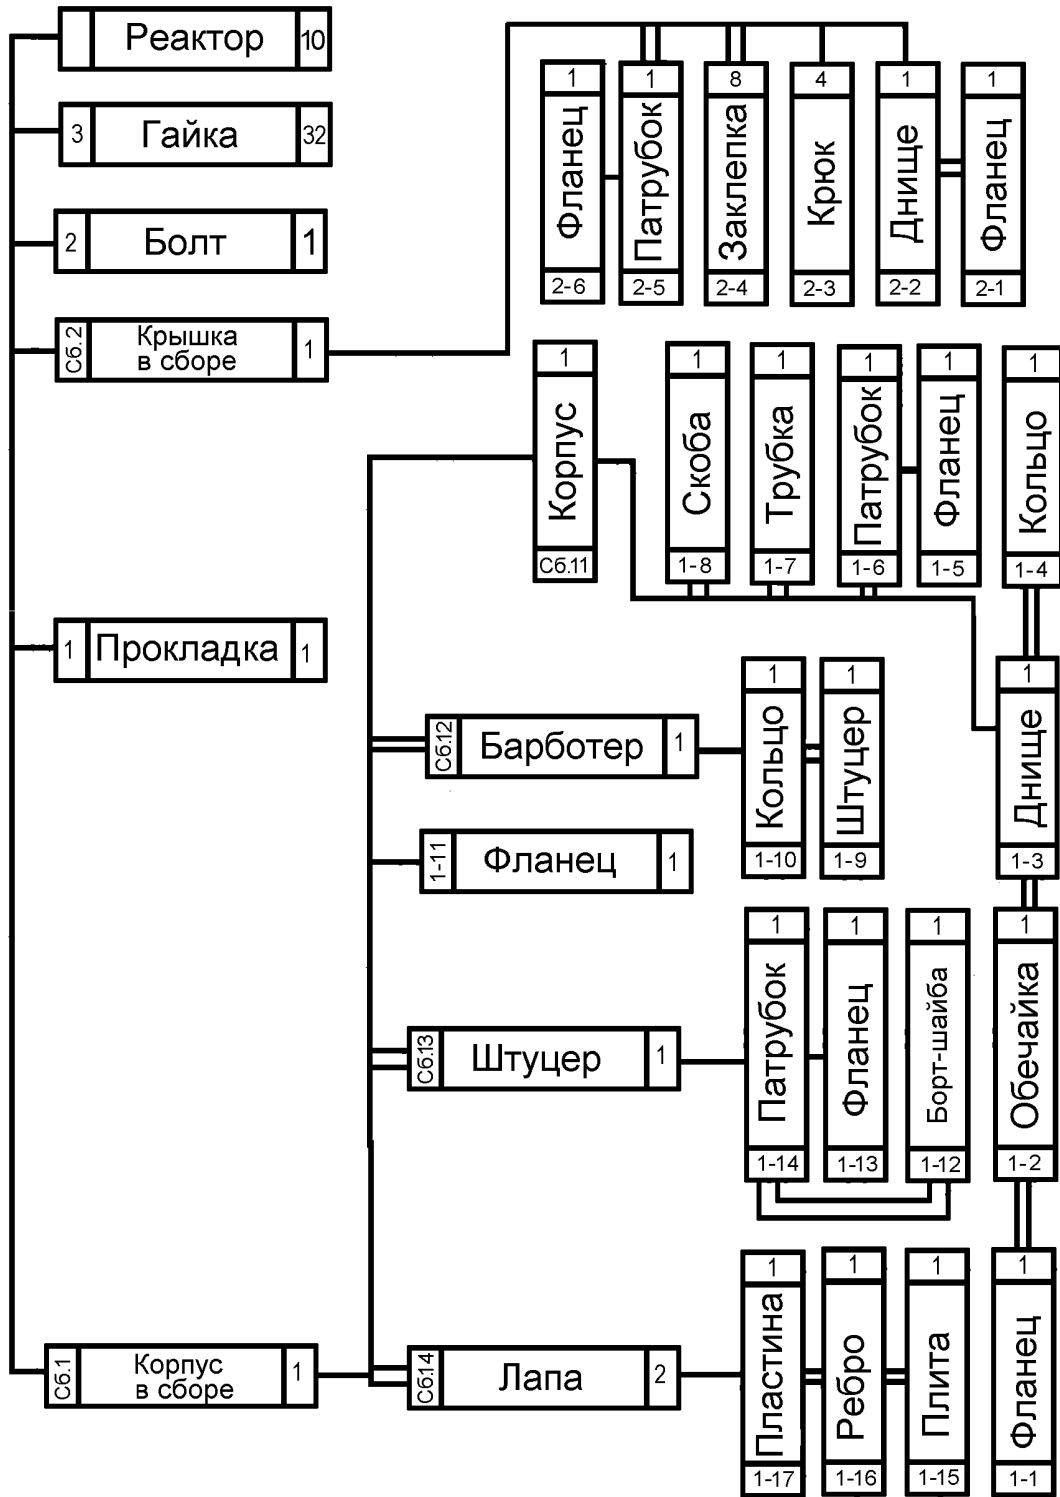 Реактор 10
3 Гайка 32
2 Болт 1
Сб.2 Крышка 1
в сборе
1 Прокладка 1
Сб.1 Корпус 1
в сборе
1 Фланец 2-6
1 Патрубок 2-5
8 Заклепка 2-4
4 Крюк 2-3
1 Днище 2-2
1 Фланец 2-1
1 Корпус Сб.11
1 Скоба 1-8
1 Трубка 1-7
1 Патрубок 1-6
1 Фланец 1-5
1 Кольцо 1-4
Сб.12 Барботер 1
1 Кольцо 1-10
1 Штуцер 1-9
1 Днище 1-3
1-11 Фланец 1
Сб.13 Штуцер 1
1 Патрубок 1-14
1 Фланец 1-13
1 Борт-шайба 1-12
1 Обечайка 1-2
Сб.14 Лапа 2
1 Пластина 1-17
1 Ребро 1-16
1 Плита 1-15
1 Фланец 1-1